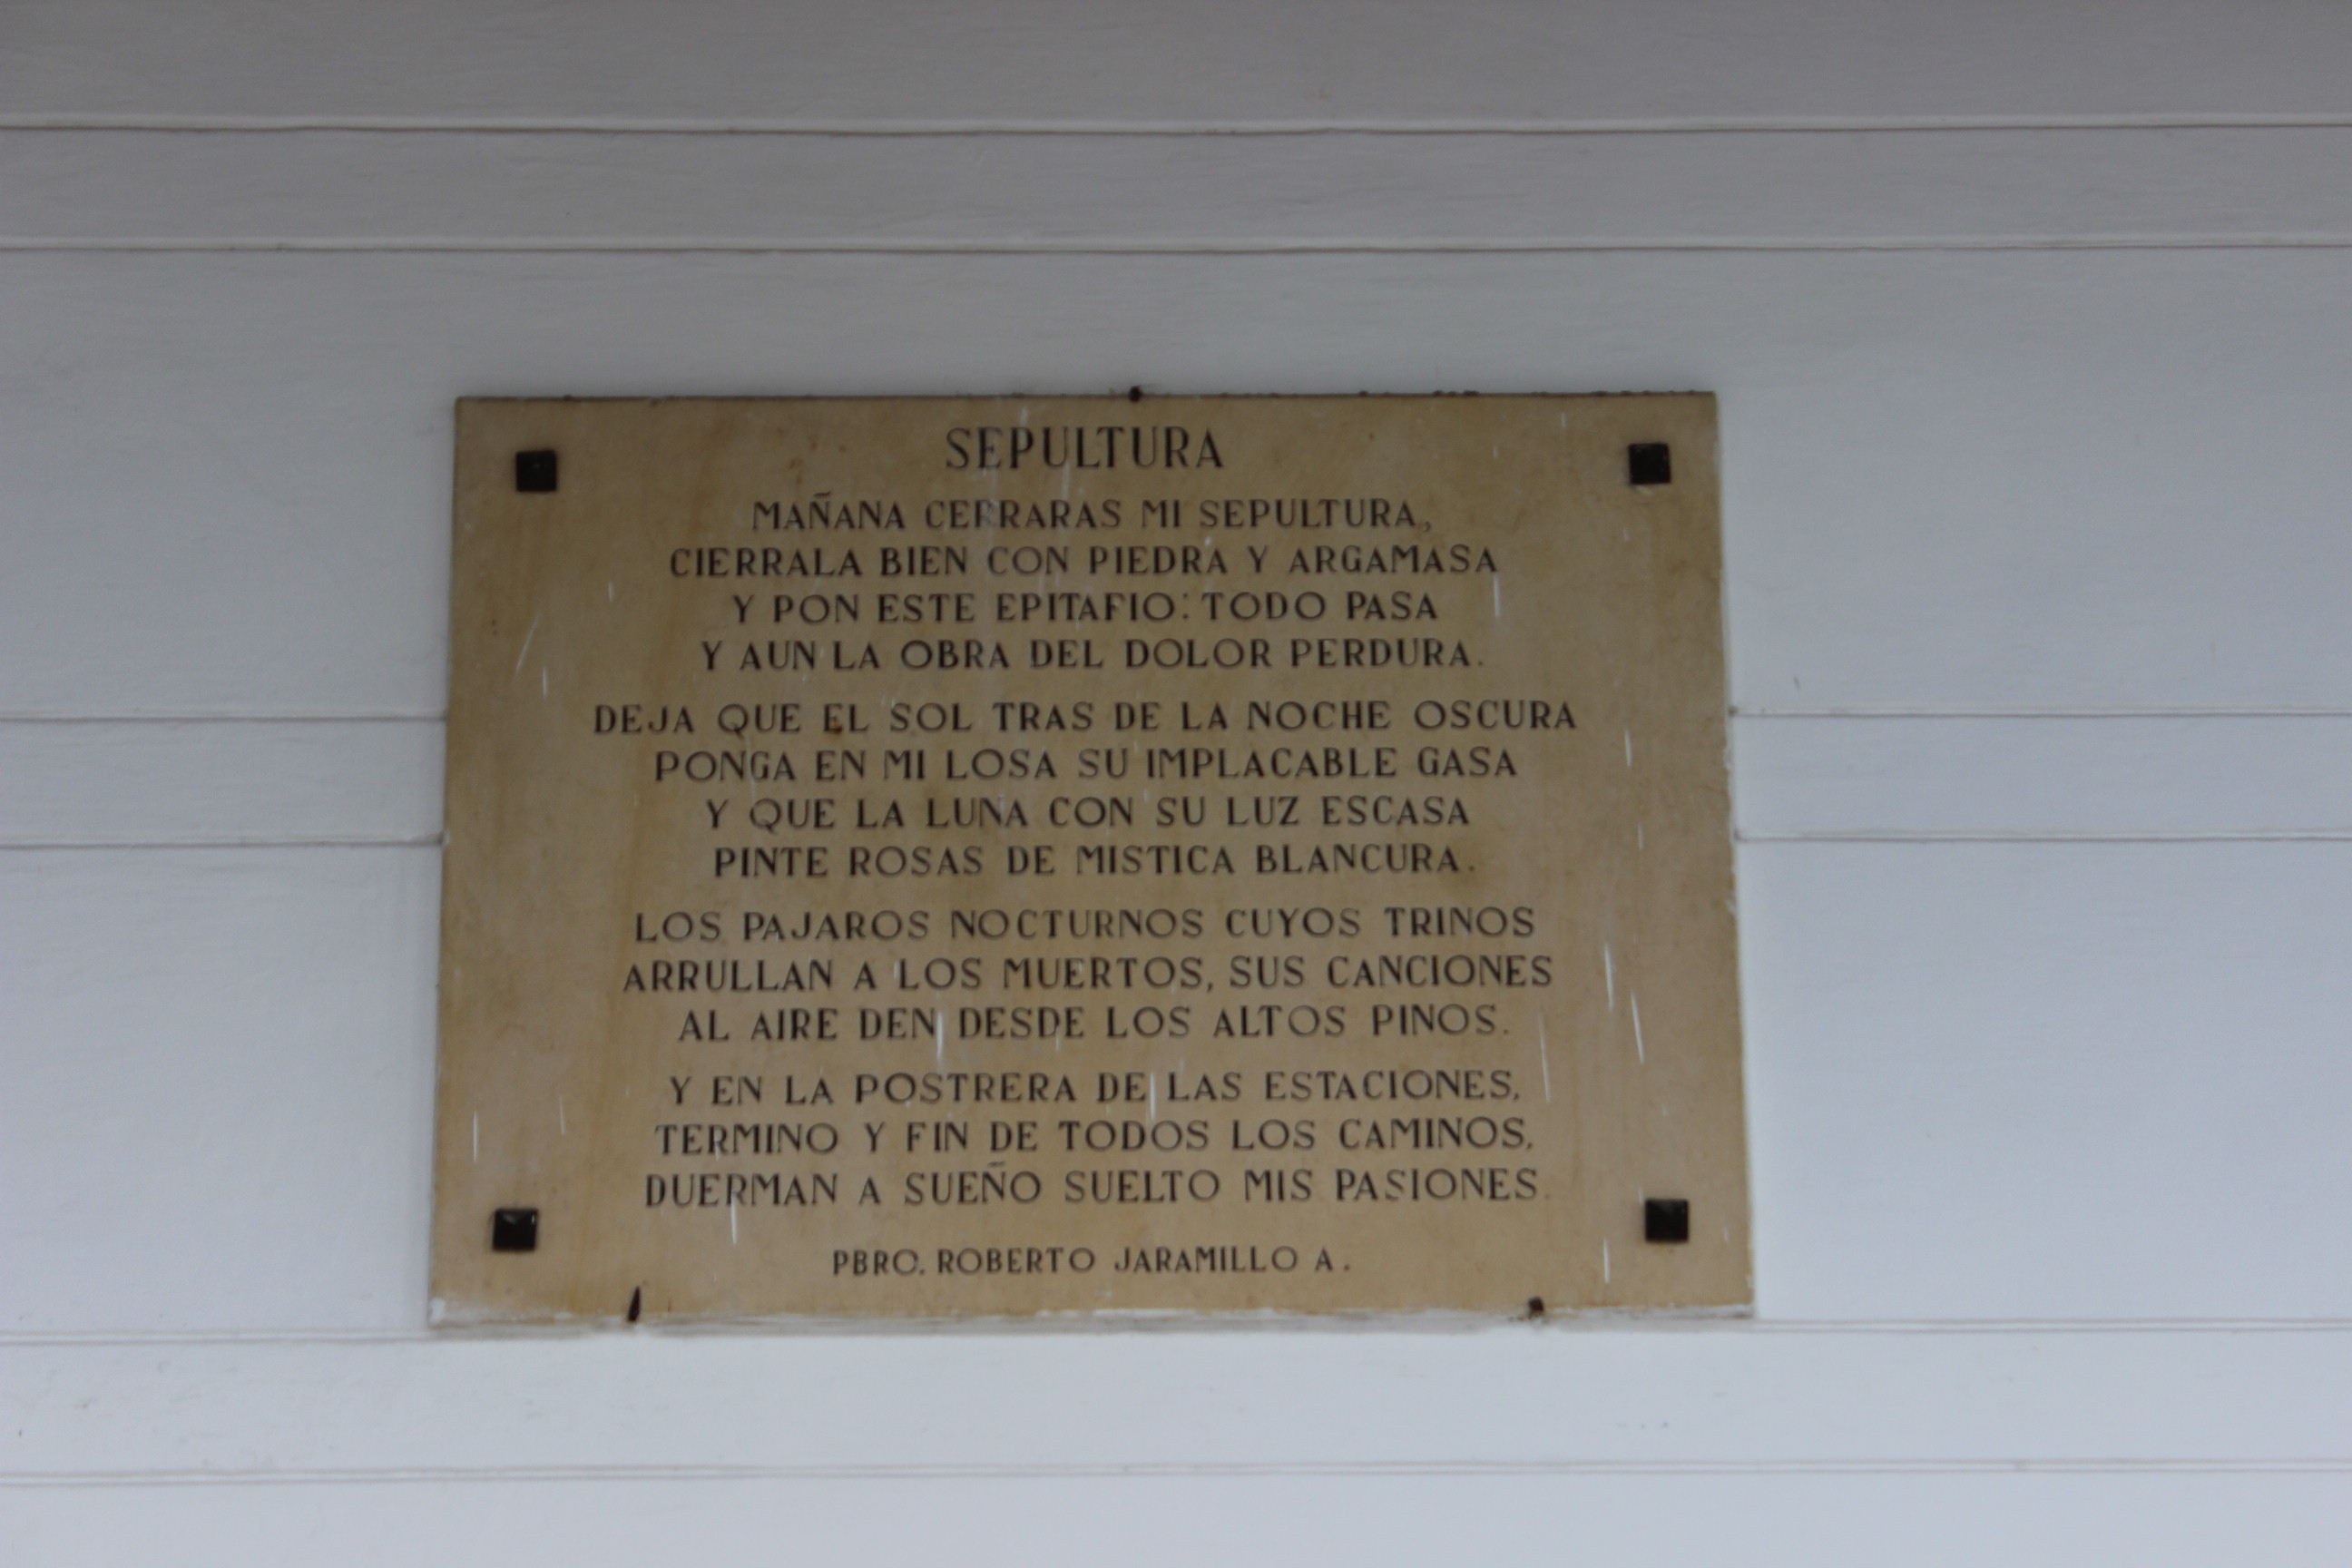 SEPULTURA
MAÑANA CERRARAS MI SEPULTURA,
CIERRALA BIEN CON PIEDRA Y ARGAMASA
Y PON ESTE EPITAFIO: TODO PASA
Y AUN LA OBRA DEL DOLOR PERDURA.
DEJA QUE EL SOL TRAS DE LA NOCHE OSCURA
PONGA EN MI LOSA SU IMPLACABLE GASA
Y QUE LA LUNA CON SU LUZ ESCASA
PINTE ROSAS DE MISTICA BLANCURA.
LOS PAJAROS NOCTURNOS CUYOS TRINOS
ARRULLAN A LOS MUERTOS, SUS CANCIONES
AL AIRE DEN DESDE LOS ALTOS PINOS.
Y EN LA POSTRERA DE LAS ESTACIONES,
TERMINO Y FIN DE TODOS LOS CAMINOS,
DUERMAN A SUEÑO SUELTO MIS PASIONES.
PBRO. ROBERTO JARAMILLO A.